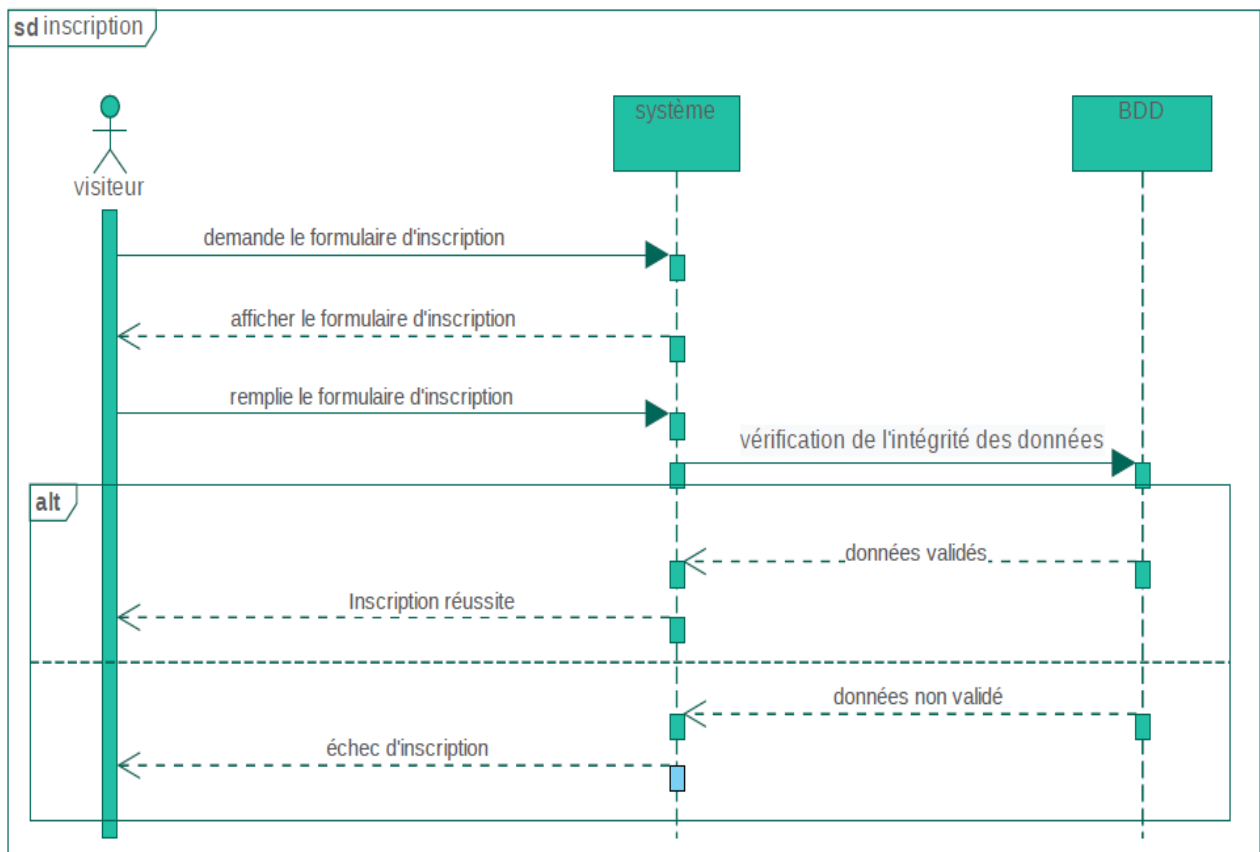 sd inscription
système
BDD
visiteur
demande le formulaire d'inscription
afficher le formulaire d'inscription
remplie le formulaire d'inscription
vérification de l'intégrité des données
alt
données validés
Inscription réussite
données non validé
échec d'inscription